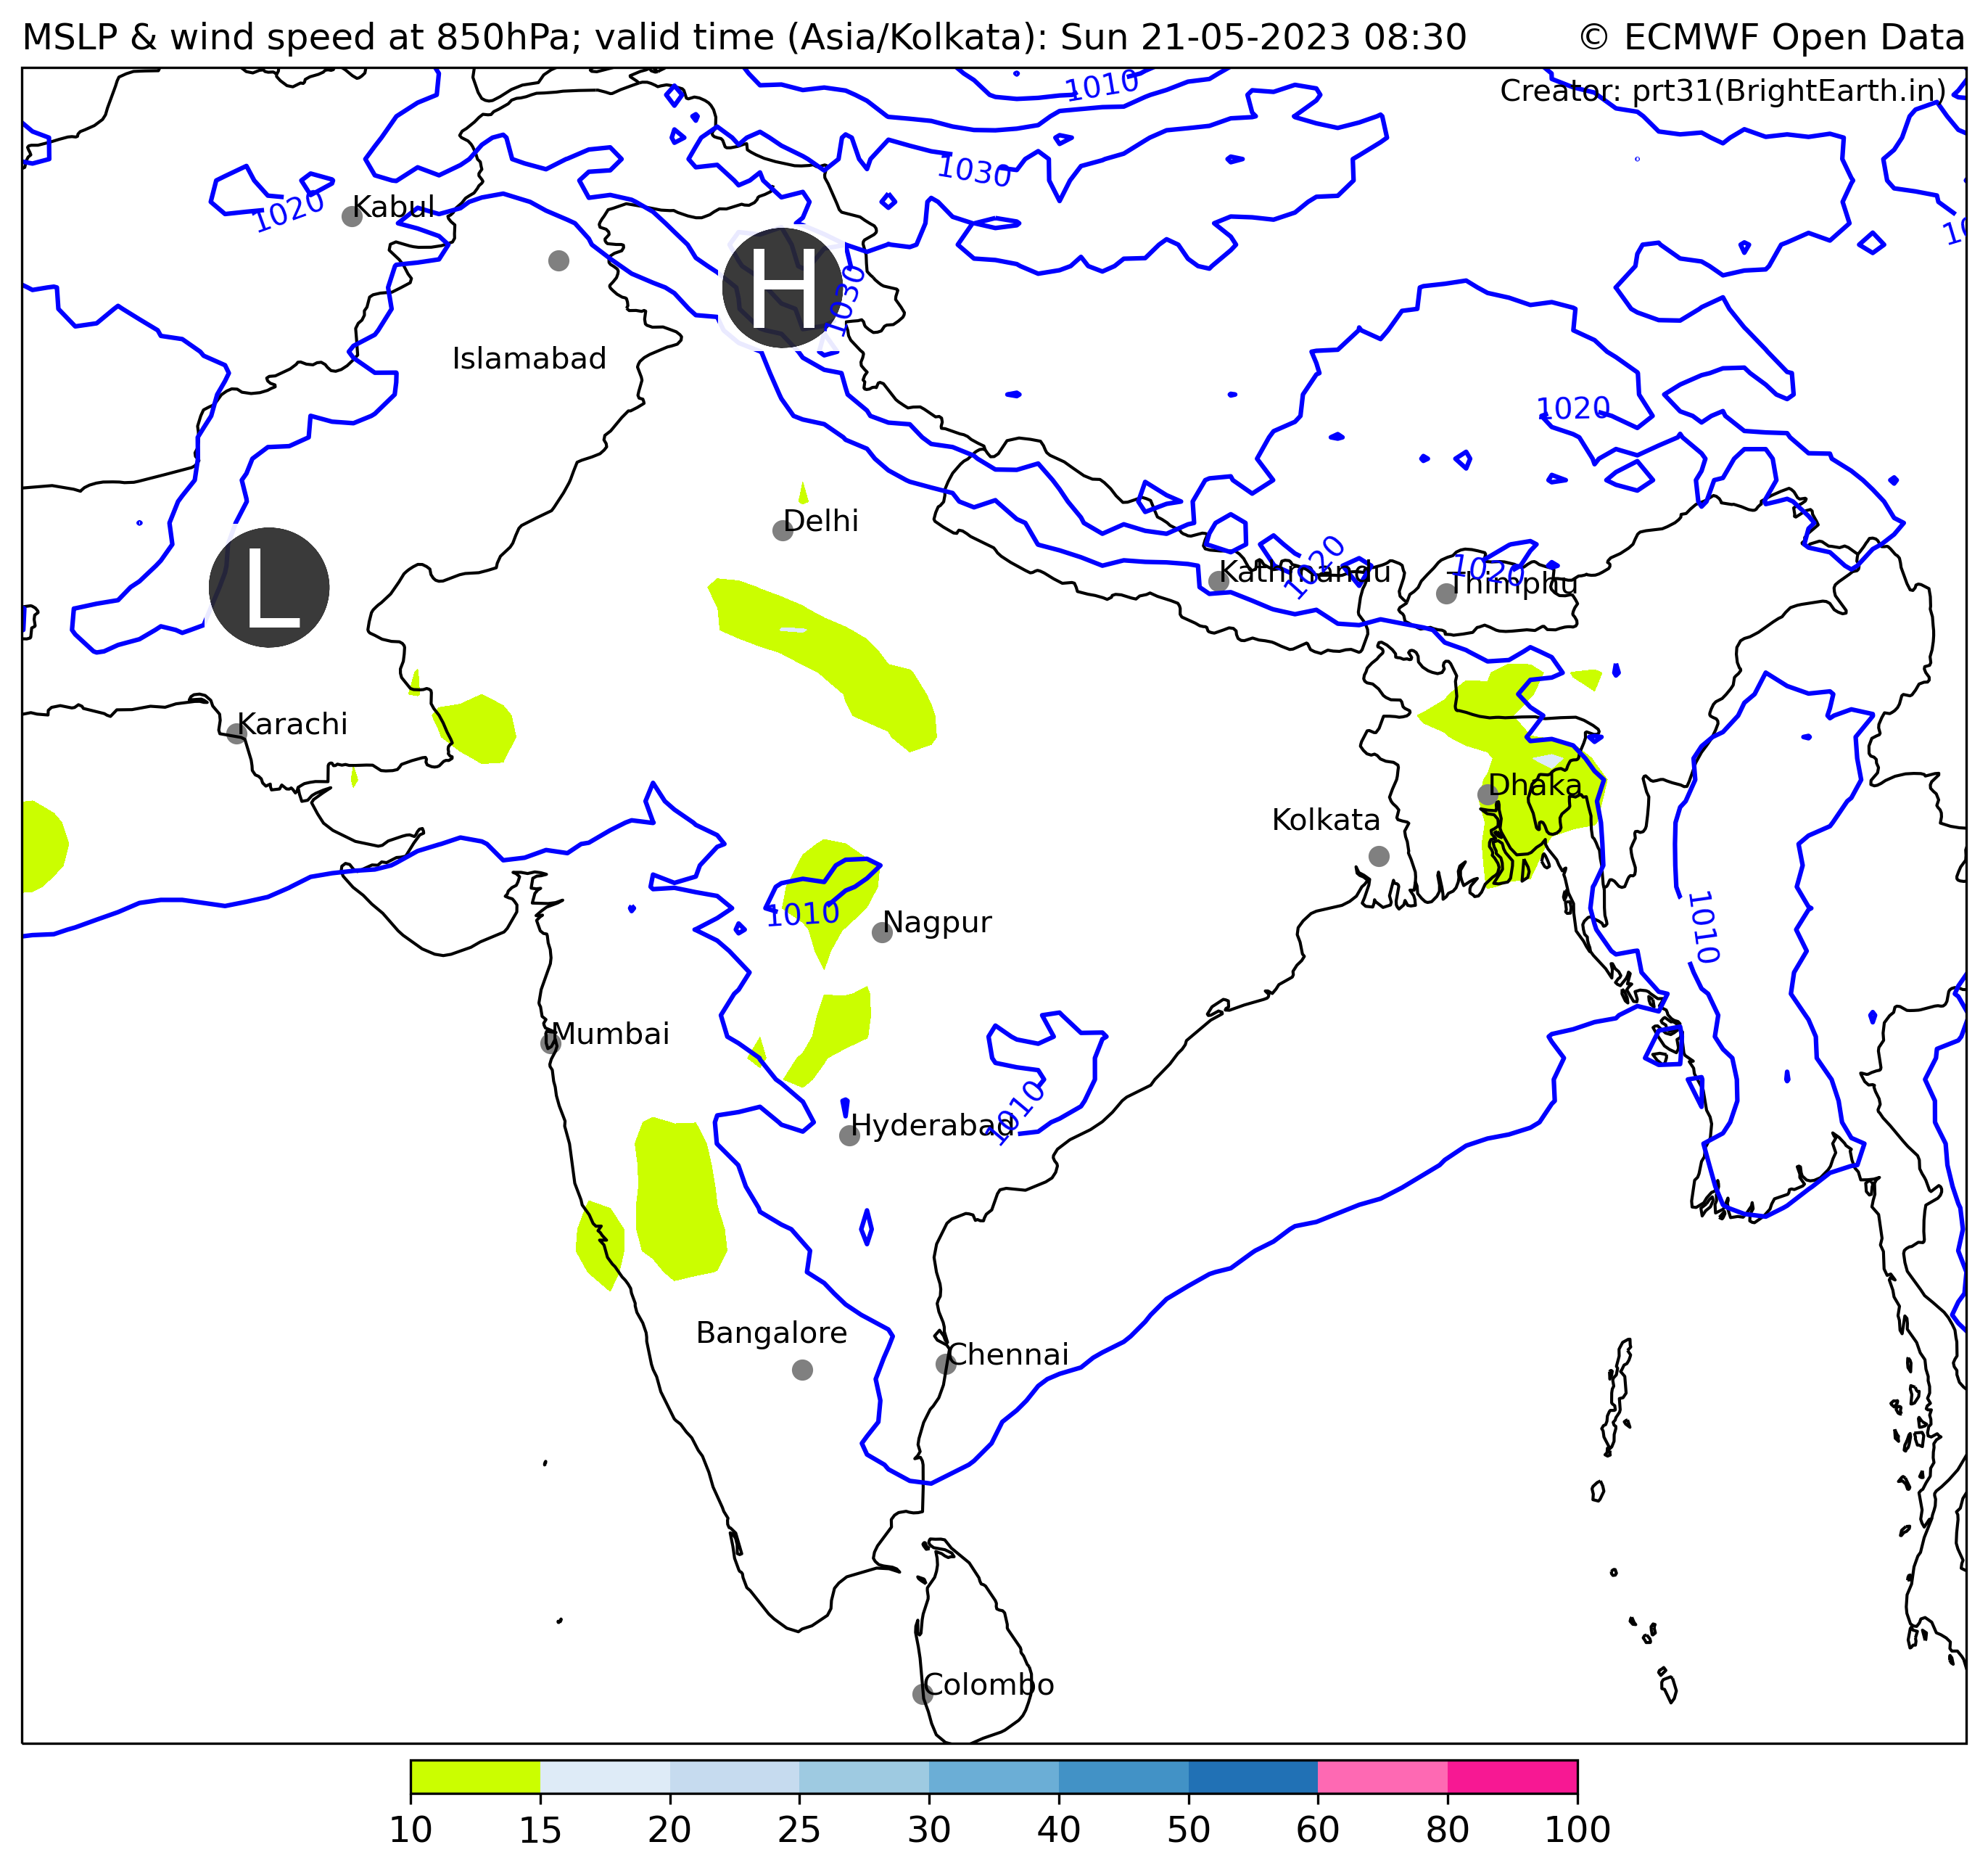 MSLP & wind speed at 850hPa; valid time (Asia/Kolkata): Sun 21-05-2023 08:30
© ECMWF Open Data
1010
Creator: prt31(BrightEarth.in)
1030
1020
Kabul
H
1030
Islamabad
1020
Delhi
L
1020
Kathmandu
1020
Thimphu
Karachi
Dhaka
Kolkata
1010
Nagpur
1010
Mumbai
1010
Hyderabad
Bangalore
Chennai
Colombo
10 15 20 25 30 40 50 60 80 100